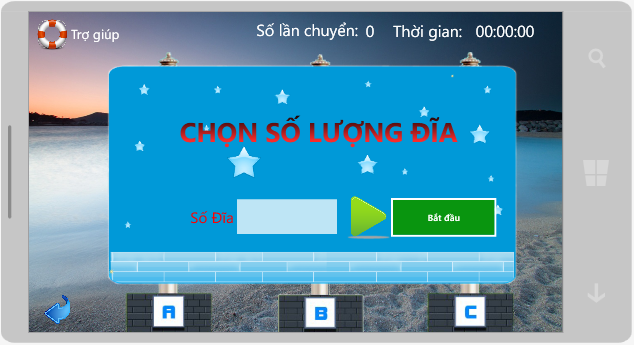 Trợ giúp
Số lần chuyển: 0 Thời gian: 00:00:00
CHỌN SỐ LƯỢNG ĐĨA
Số Đĩa
Bắt đầu
A B C